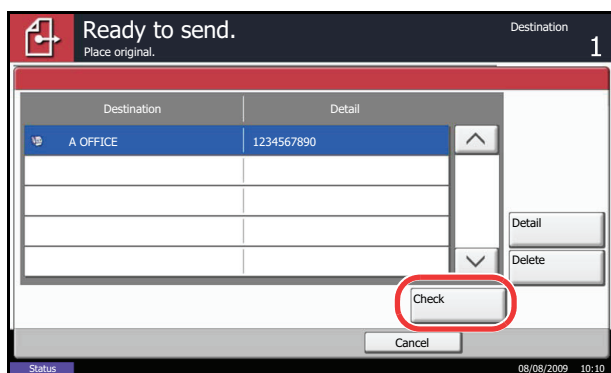 Ready to send.
Place original.
Destination
1
Destination Detail
A OFFICE 1234567890
Detail
Delete
Check
Cancel
Status 08/08/2009 10:10